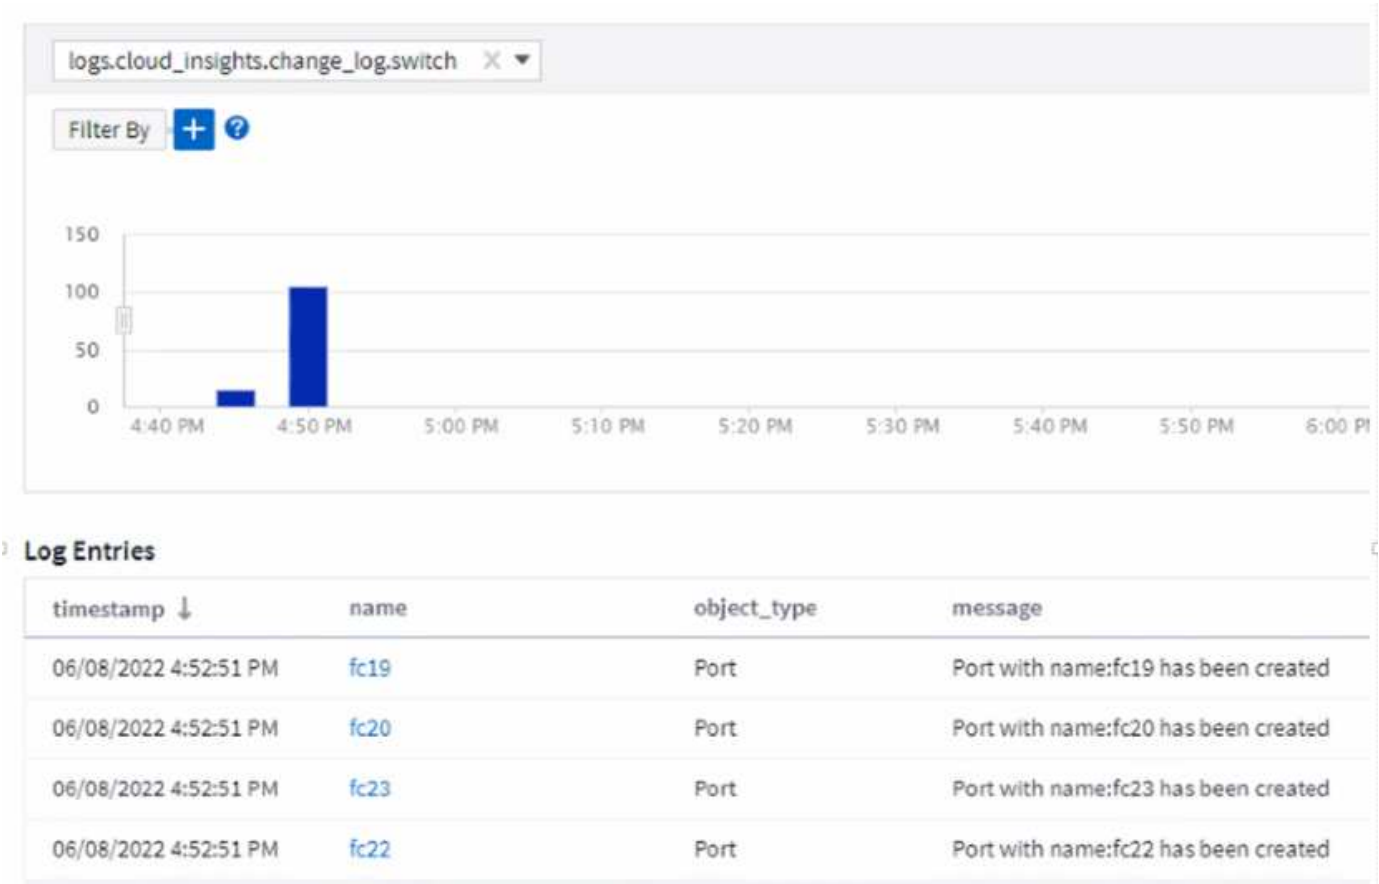 logs.cloud_insights.change_log.switch
Filter By + ?
150
100
50
0
4:40 PM 4:50 PM 5:00 PM 5:10 PM 5:20 PM 5:30 PM 5:40 PM 5:50 PM 6:00 P
Log Entries
timestamp ↓ name object_type message
06/08/2022 4:52:51 PM fc19 Port Port with name:fc19 has been created
06/08/2022 4:52:51 PM fc20 Port Port with name:fc20 has been created
06/08/2022 4:52:51 PM fc23 Port Port with name:fc23 has been created
06/08/2022 4:52:51 PM fc22 Port Port with name:fc22 has been created